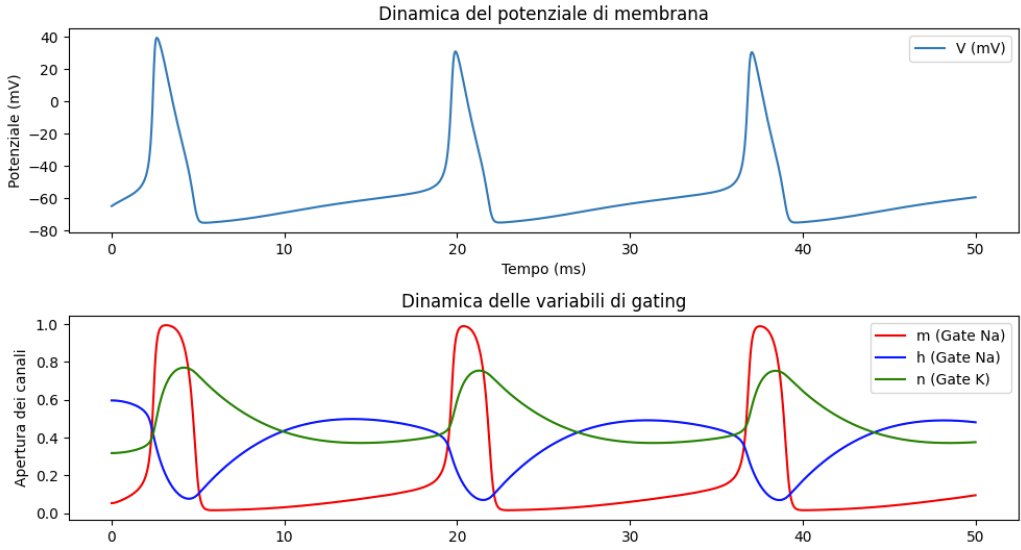 Dinamica del potenziale di membrana
Potenziale (mV)
40
20
0
−20
−40
−60
−80
V (mV)
0 10 20 30 40 50
Tempo (ms)
Dinamica delle variabili di gating
Apertura dei canali
1.0
0.8
0.6
0.4
0.2
0.0
m (Gate Na)
h (Gate Na)
n (Gate K)
0 10 20 30 40 50